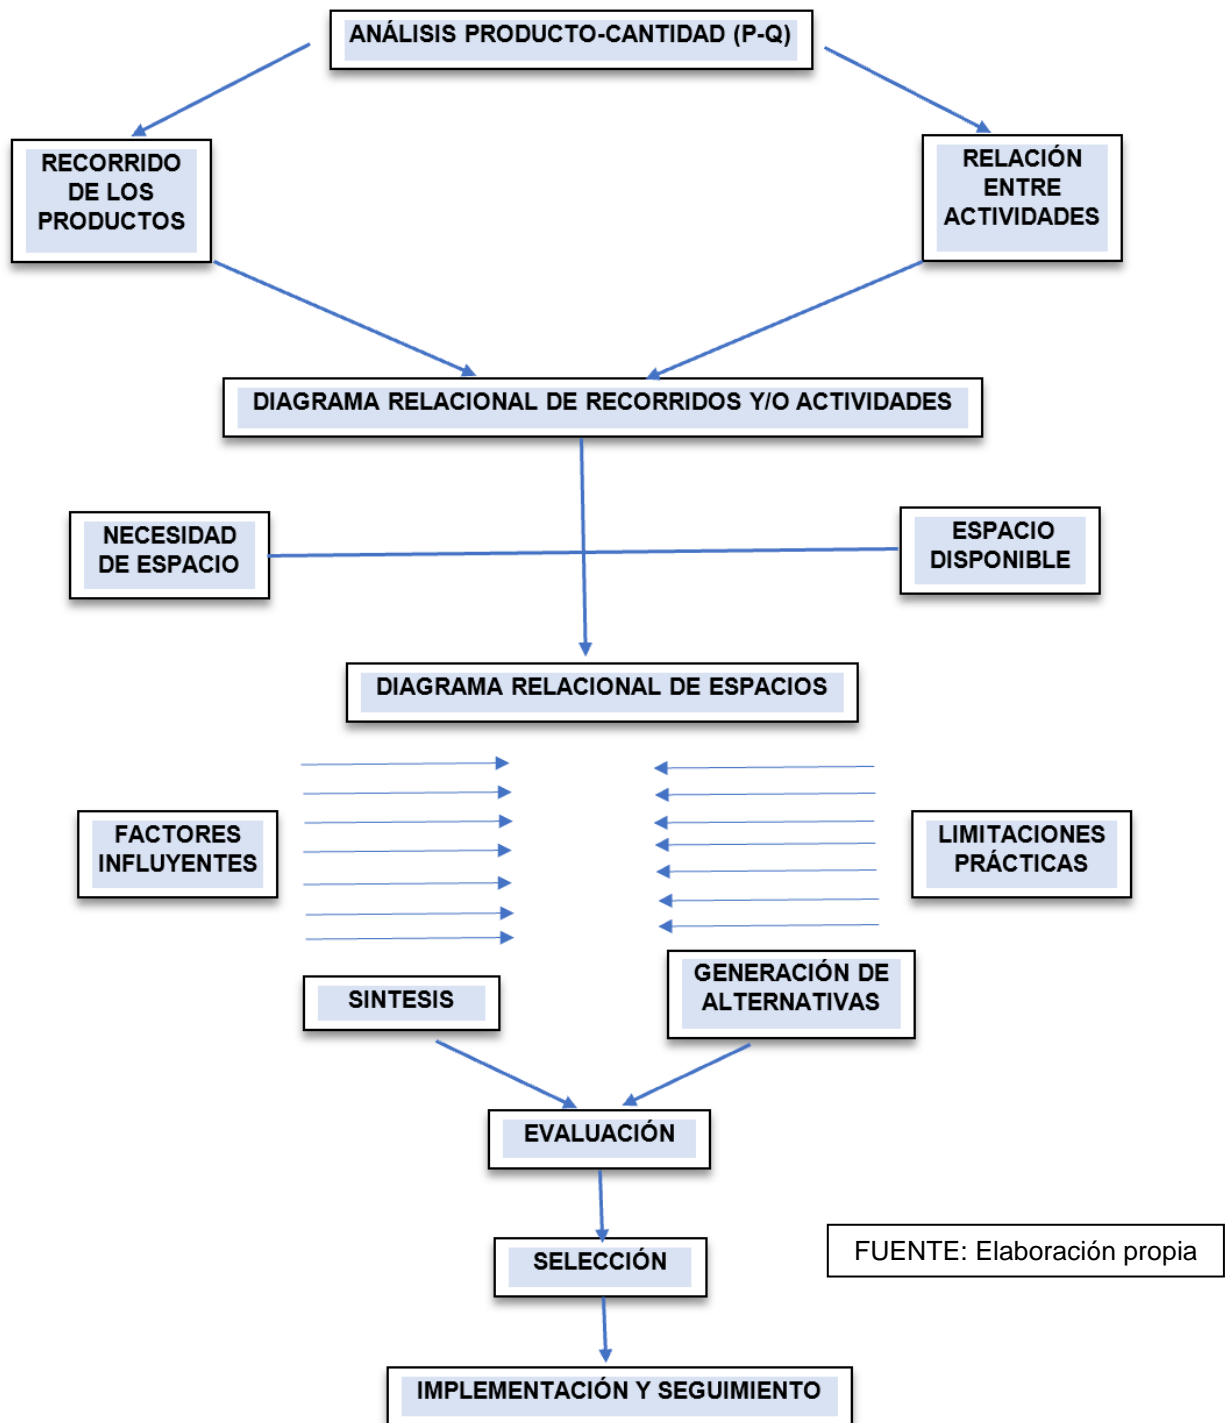 ANÁLISIS PRODUCTO-CANTIDAD (P-Q)
RECORRIDO
DE LOS
PRODUCTOS
RELACIÓN
ENTRE
ACTIVIDADES
DIAGRAMA RELACIONAL DE RECORRIDOS Y/O ACTIVIDADES
NECESIDAD
DE ESPACIO
ESPACIO
DISPONIBLE
DIAGRAMA RELACIONAL DE ESPACIOS
FACTORES
INFLUYENTES
LIMITACIONES
PRÁCTICAS
SINTESIS
GENERACIÓN DE
ALTERNATIVAS
EVALUACIÓN
SELECCIÓN
FUENTE: Elaboración propia
IMPLEMENTACIÓN Y SEGUIMIENTO